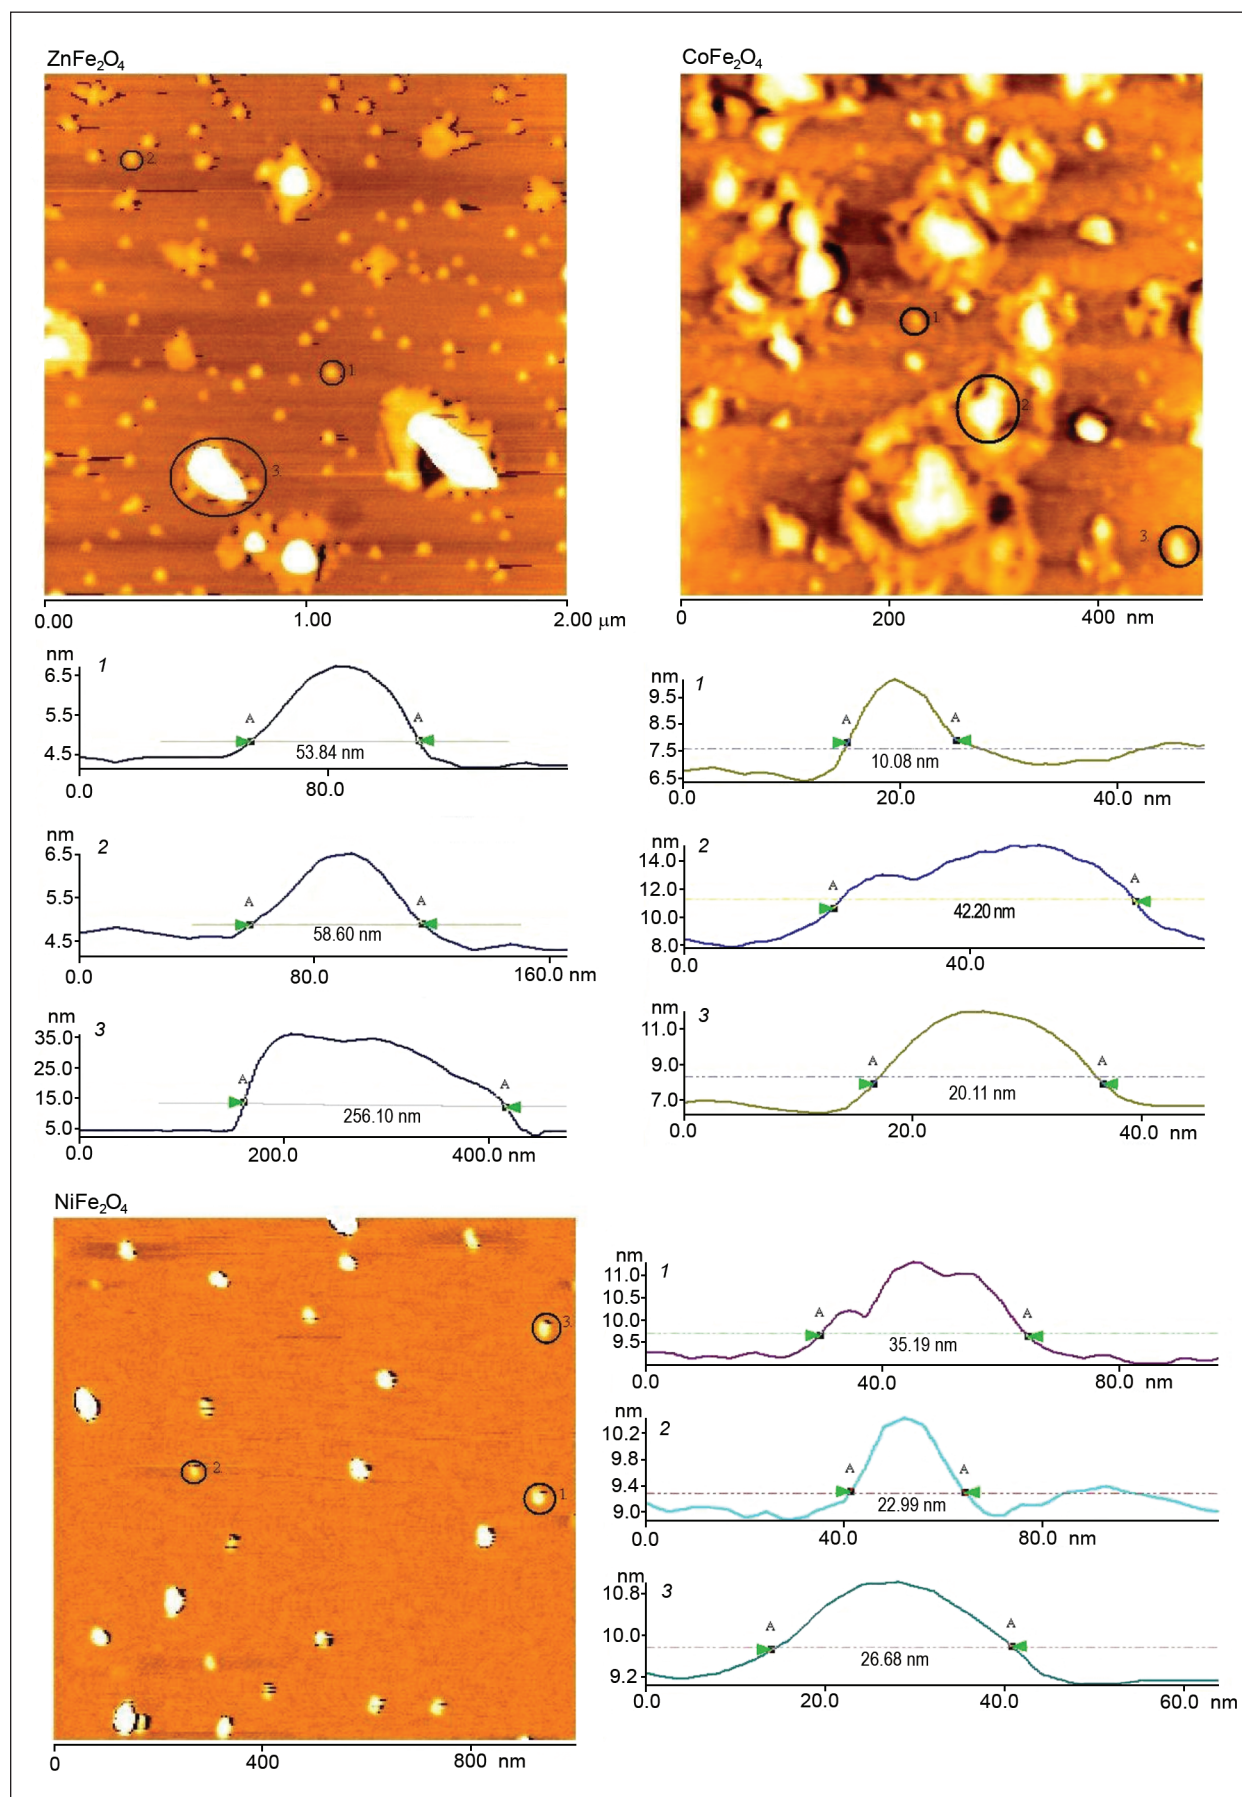 ZnFe₂O₄
CoFe₂O₄
2
1
3
0.00 1.00 2.00 μm
1
2
3
0 200 400 nm
nm
1
6.5
5.5
4.5
A A
53.84 nm
0.0 80.0
nm
2
6.5
5.5
4.5
A A
58.60 nm
0.0 80.0 160.0 nm
nm
3
35.0
25.0
15.0
5.0
A A
256.10 nm
0.0 200.0 400.0 nm
nm
1
9.5
8.5
7.5
6.5
A A
10.08 nm
0.0 20.0 40.0 nm
nm
2
14.0
12.0
10.0
8.0
A A
42.20 nm
0.0 40.0
nm
3
11.0
9.0
7.0
A A
20.11 nm
0.0 20.0 40.0 nm
NiFe₂O₄
3
2
1
0 400 800 nm
nm
1
11.0
10.5
10.0
9.5
A A
35.19 nm
0.0 40.0 80.0 nm
nm
2
10.2
9.8
9.4
9.0
A A
22.99 nm
0.0 40.0 80.0 nm
nm
3
10.8
10.0
9.2
A A
26.68 nm
0.0 20.0 40.0 60.0 nm